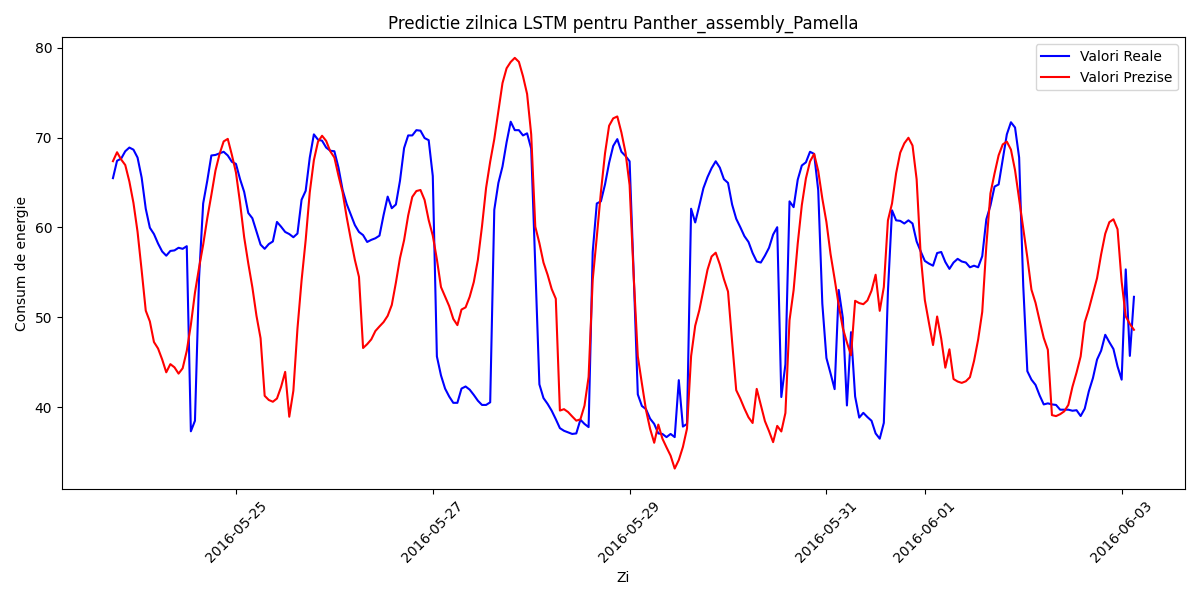 Predictie zilnica LSTM pentru Panther_assembly_Pamella
Valori Reale
Valori Prezise
Consum de energie
80
70
60
50
40
2016-05-25
2016-05-27
2016-05-29
2016-05-31
2016-06-01
2016-06-03
Zi